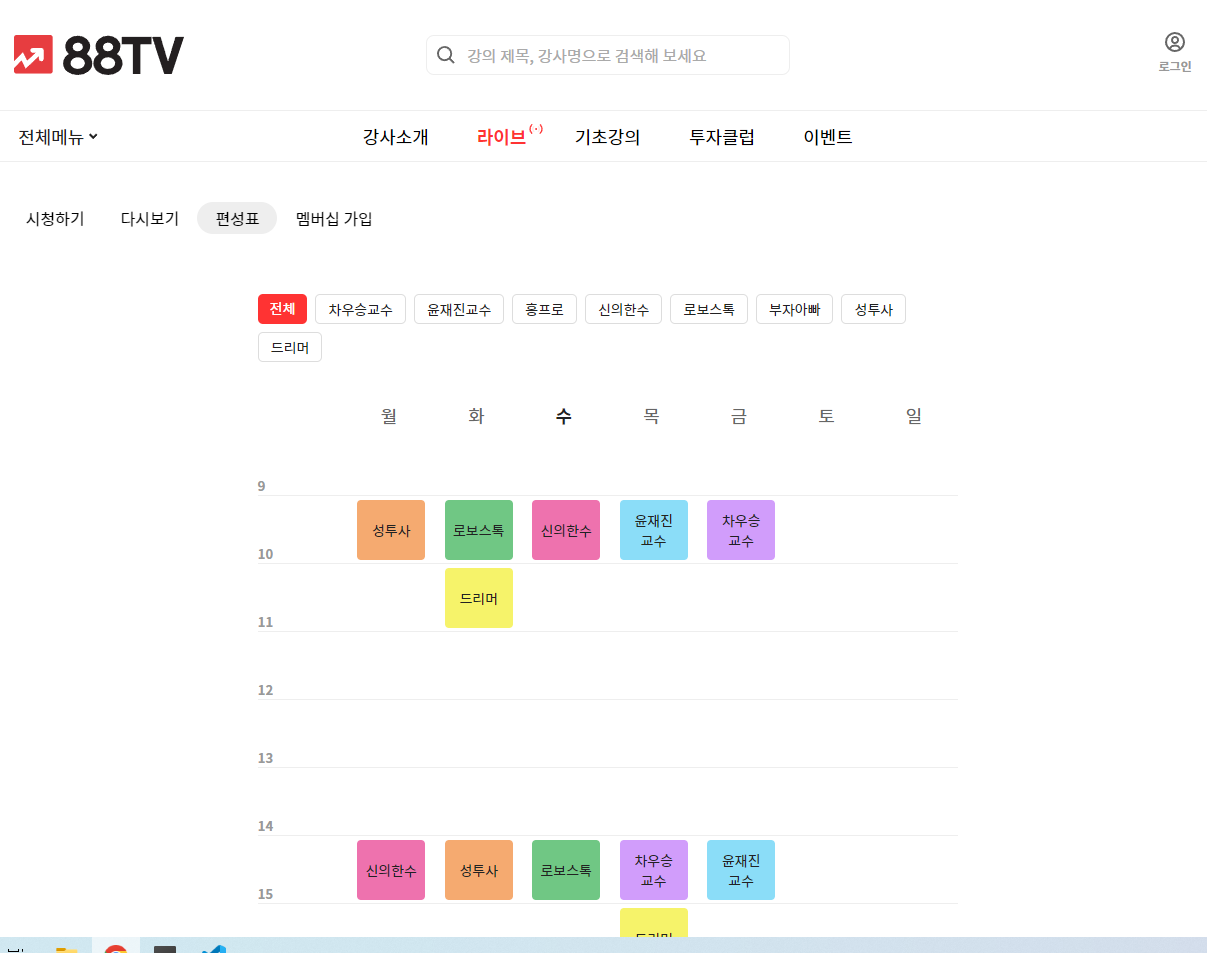 88TV
강의 제목, 강사명으로 검색해 보세요
로그인
전체메뉴 강사소개 라이브 기초강의 투자클럽 이벤트
시청하기 다시보기 편성표 멤버십 가입
전체 차우승교수 윤재진교수 홍프로 신의한수 로보스톡 부자아빠 성투사
드리머
월 화 수 목 금 토 일
9
성투사 로보스톡 신의한수 윤재진 교수 차우승 교수
10
드리머
11
12
13
14
신의한수 성투사 로보스톡 차우승 교수 윤재진 교수
15
드리머